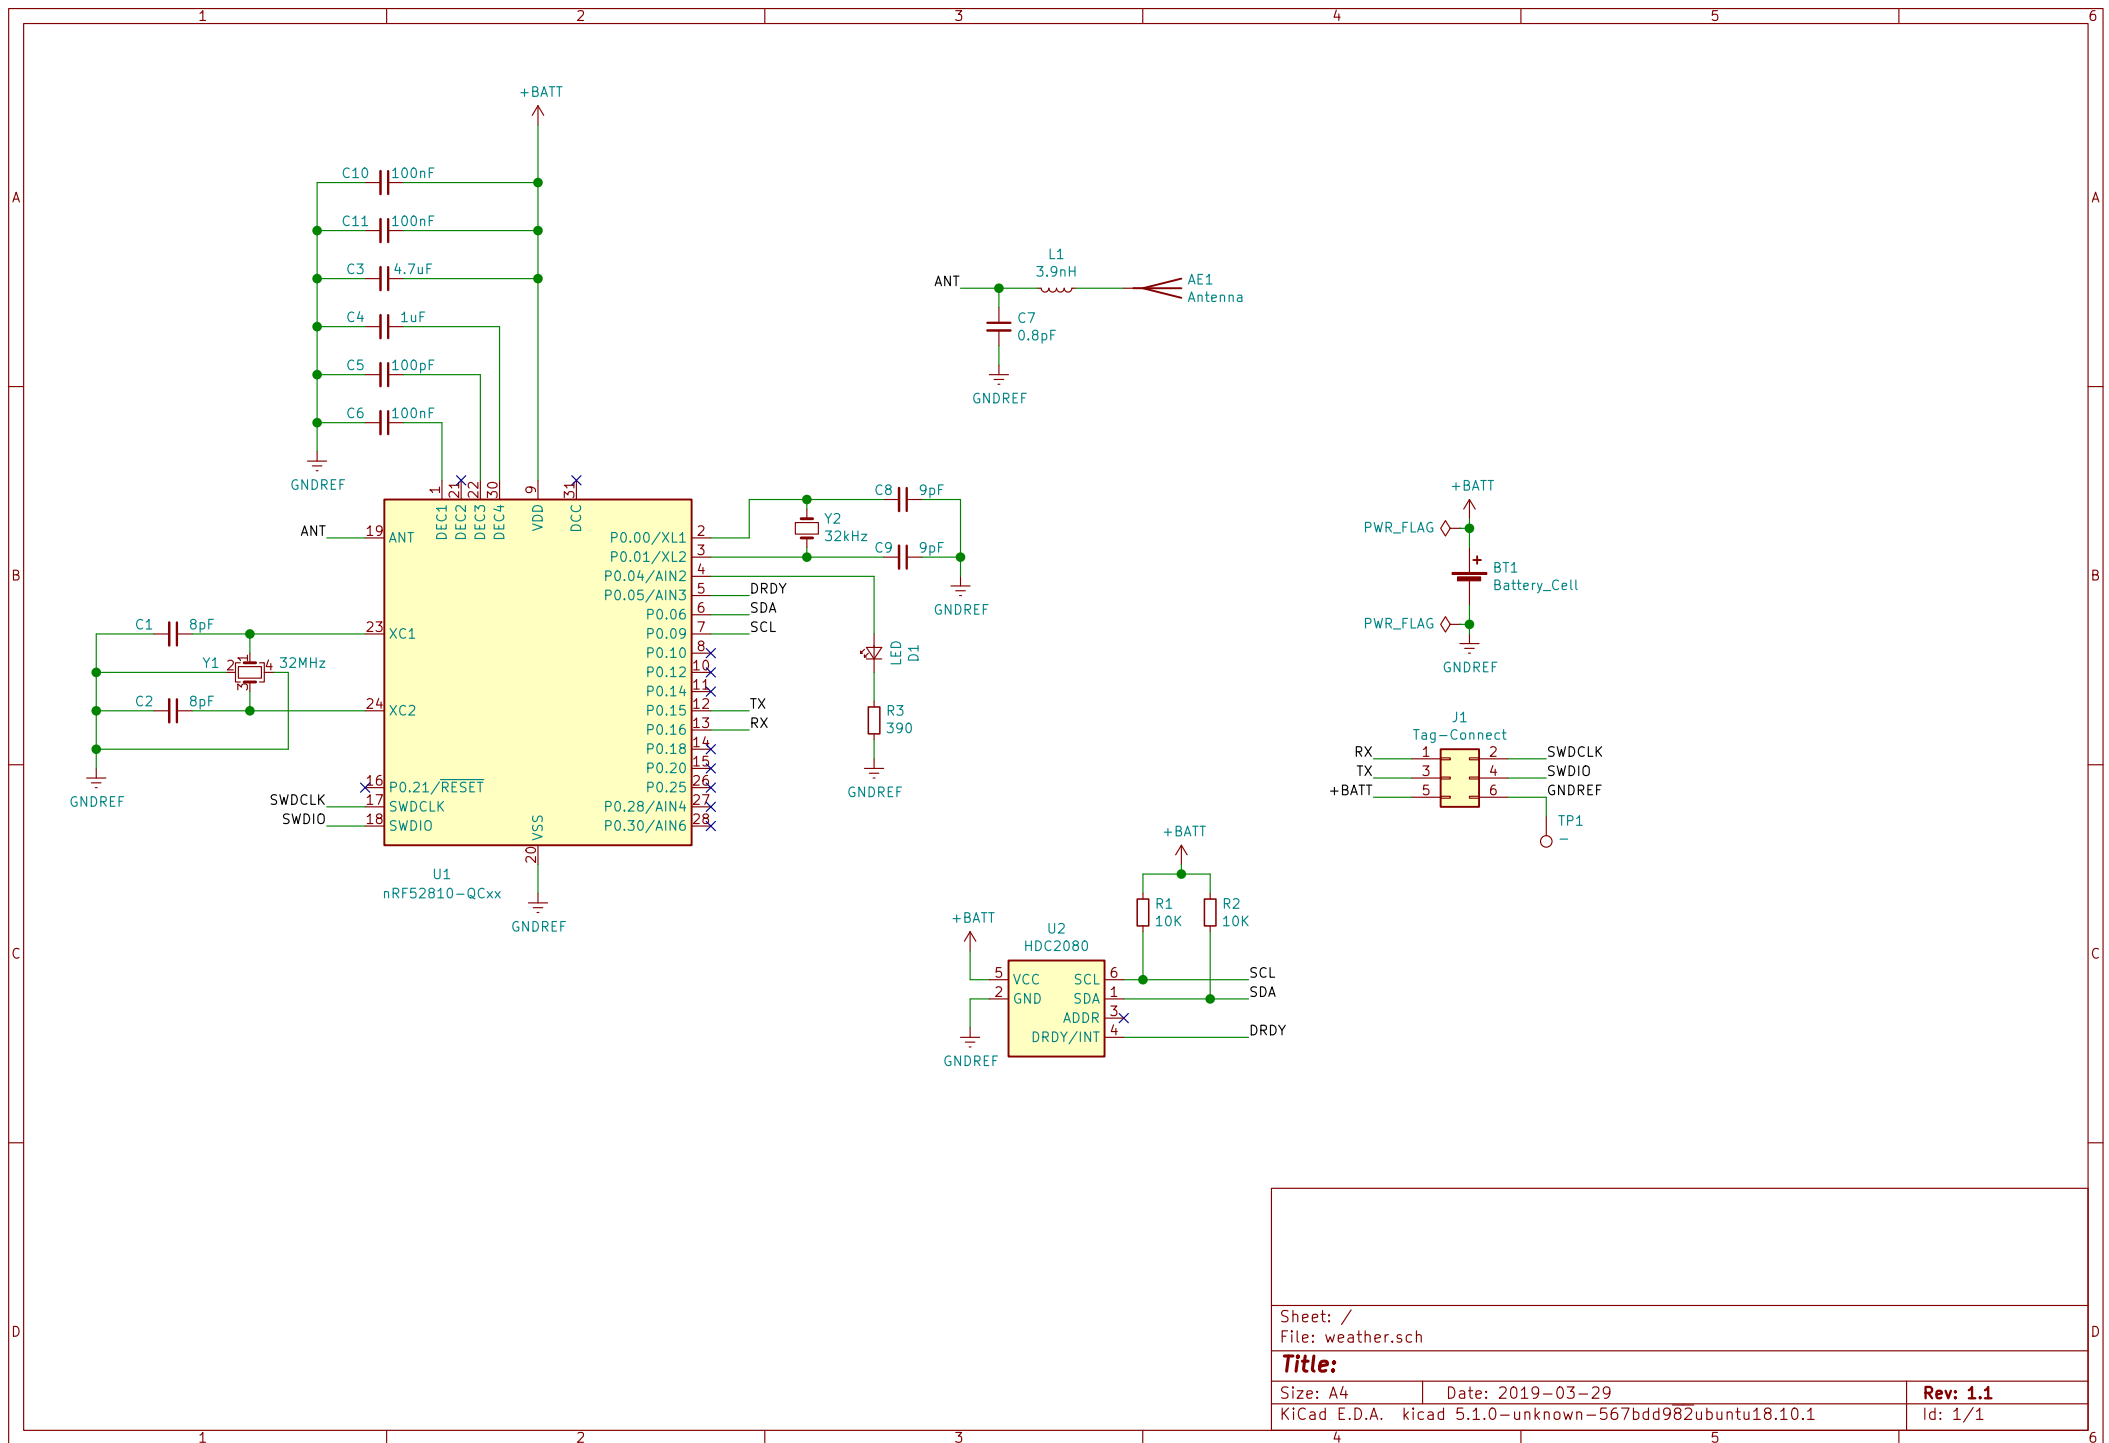 1 2 3 4 5 6
A A
B B
C C
D D
1 2 3 4 5 6
+BATT
C10 100nF
C11 100nF
C3 4.7uF
C4 1uF
C5 100pF
C6 100nF
GNDREF
1 21 22 30 9 31
DEC1 DEC2 DEC3 DEC4 VDD DCC
ANT 19 ANT
C1 8pF
23 XC1
Y1 2 1 4 3 32MHz
C2 8pF
24 XC2
GNDREF
16 P0.21/RESET
SWDCLK 17 SWDCLK
SWDIO 18 SWDIO
VSS
20
GNDREF
U1
nRF52810-QCxx
P0.00/XL1 2
P0.01/XL2 3
P0.04/AIN2 4
P0.05/AIN3 5 DRDY
P0.06 6 SDA
P0.09 7 SCL
P0.10 8
P0.12 10
P0.14 11
P0.15 12 TX
P0.16 13 RX
P0.18 14
P0.20 15
P0.25 26
P0.28/AIN4 27
P0.30/AIN6 28
C8 9pF
Y2
32kHz
C9 9pF
GNDREF
LED
D1
R3
390
GNDREF
ANT
L1
3.9nH
AE1
Antenna
C7
0.8pF
GNDREF
+BATT
PWR_FLAG
+
BT1
Battery_Cell
PWR_FLAG
GNDREF
J1
Tag-Connect
RX 1 2 SWDCLK
TX 3 4 SWDIO
+BATT 5 6 GNDREF
TP1
-
+BATT
R1
10K
R2
10K
+BATT
U2
HDC2080
5 VCC SCL 6 SCL
2 GND SDA 1 SDA
ADDR 3
DRDY/INT 4 DRDY
GNDREF
Sheet: /
File: weather.sch
Title:
Size: A4 Date: 2019-03-29 Rev: 1.1
KiCad E.D.A. kicad 5.1.0-unknown-567bdd982ubuntu18.10.1 Id: 1/1